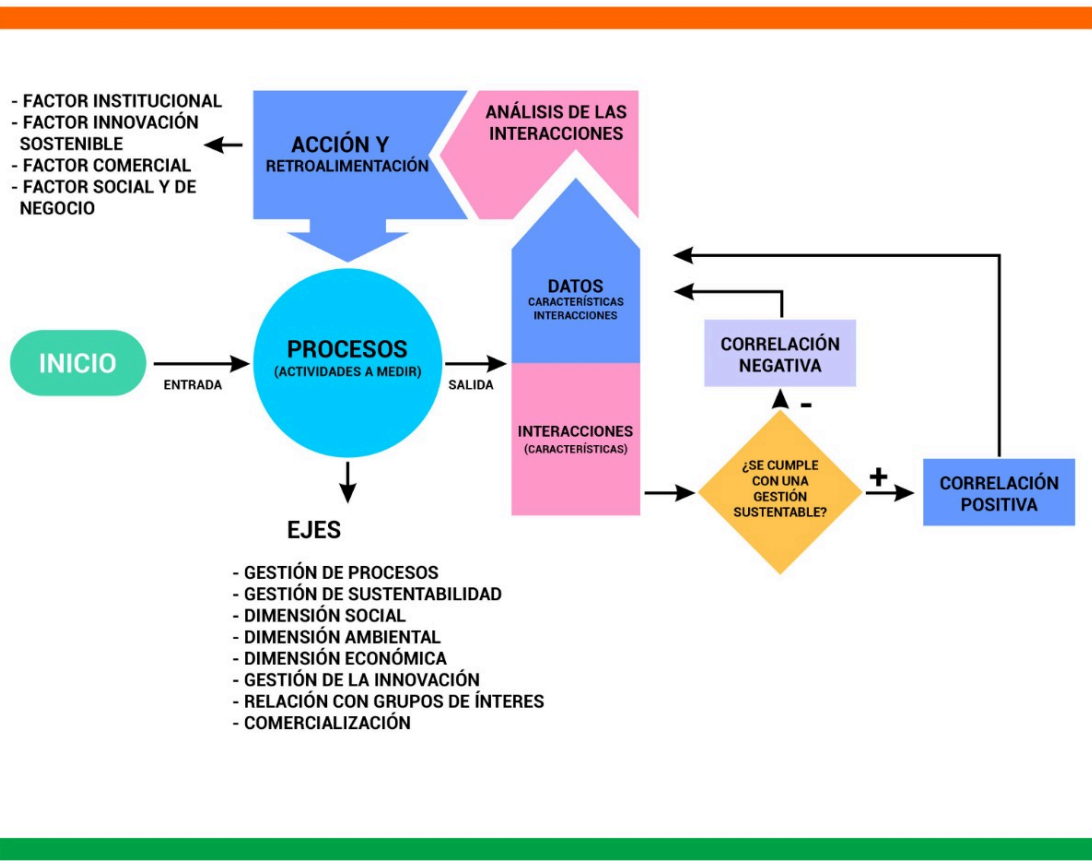 - FACTOR INSTITUCIONAL
- FACTOR INNOVACIÓN
SOSTENIBLE
- FACTOR COMERCIAL
- FACTOR SOCIAL Y DE
NEGOCIO
ACCIÓN Y
RETROALIMENTACIÓN
ANÁLISIS DE LAS
INTERACCIONES
INICIO
ENTRADA
PROCESOS
(ACTIVIDADES A MEDIR)
SALIDA
DATOS
CARACTERÍSTICAS
INTERACCIONES
INTERACCIONES
(CARACTERÍSTICAS)
CORRELACIÓN
NEGATIVA
-
¿SE CUMPLE
CON UNA
GESTIÓN
SUSTENTABLE?
+
CORRELACIÓN
POSITIVA
EJES
- GESTIÓN DE PROCESOS
- GESTIÓN DE SUSTENTABILIDAD
- DIMENSIÓN SOCIAL
- DIMENSIÓN AMBIENTAL
- DIMENSIÓN ECONÓMICA
- GESTIÓN DE LA INNOVACIÓN
- RELACIÓN CON GRUPOS DE ÍNTERES
- COMERCIALIZACIÓN